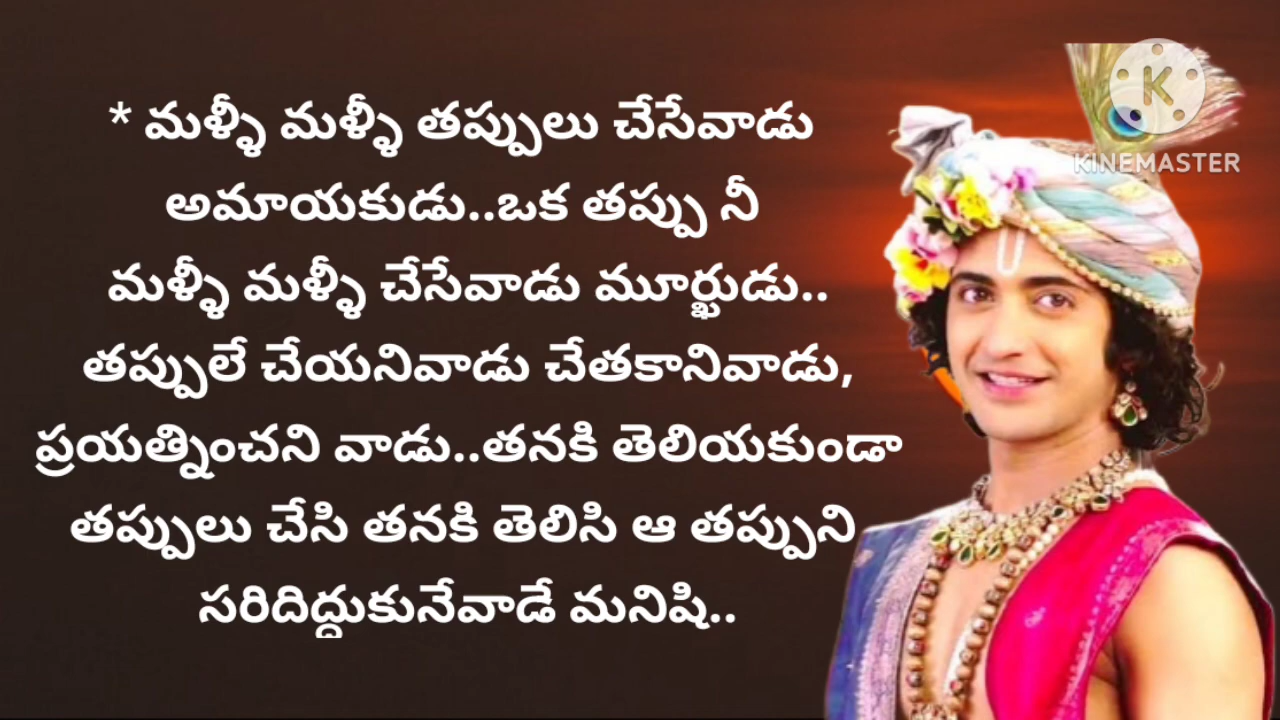 * మళ్ళీ మళ్ళీ తప్పులు చేసేవాడు
అమాయకుడు..ఒక తప్పు నీ
మళ్ళీ మళ్ళీ చేసేవాడు మూర్ఖుడు..
తప్పులే చేయనివాడు చేతకానివాడు,
ప్రయత్నించని వాడు..తనకి తెలియకుండా
తప్పులు చేసి తనకి తెలిసి ఆ తప్పుని
సరిదిద్దుకునేవాడే మనిషి..
K
KINEMASTER